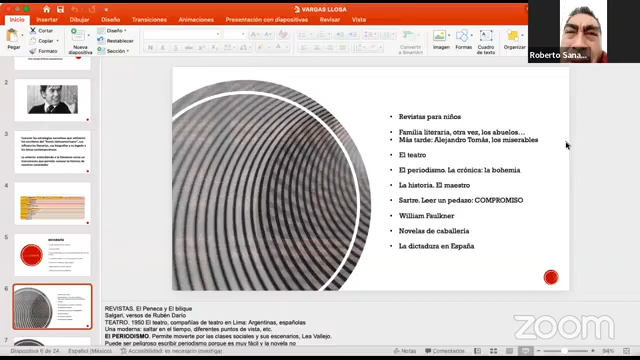 VARGAS LLOSA
Inicio Insertar Dibujar Diseño Transiciones Animaciones Presentación con diapositivas Revisar Vista
Pegar
Cortar
Copiar
Formato
Nueva diapositiva
Diseño
Restablecer
Sección
Convertir a SmartArt
Imagen
Formas
Cuadro de texto
Organizar
Roberto Sana...
2
3
4
5
6
7
• Revistas para niños
• Familia literaria, otra vez, los abuelos...
• Más tarde: Alejandro Tomás, los miserables
• El teatro
• El periodismo. La crónica: la bohemia
• La historia. El maestro
• Sartre. Leer un pedazo: COMPROMISO
• William Faulkner
• Novelas de caballería
• La dictadura en España
REVISTAS. El Peneca y El bilique
Salgari, versos de Rubén Darío
TEATRO. 1950 El teatro, compañías de teatro en Lima: Argentinas, españolas
Una moderna: saltar en el tiempo, diferentes puntos de vista, etc.
EL PERIODISMO. Permite moverte por las clases sociales y sus escenarios, Lea Vallejo.
Puede ser peligroso escribir periodismo porque es muy fácil y la novela no
zoom
Diapositiva 6 de 24
Español (México)
Accesibilidad: es necesario investigar
Notas
Comentarios
94%